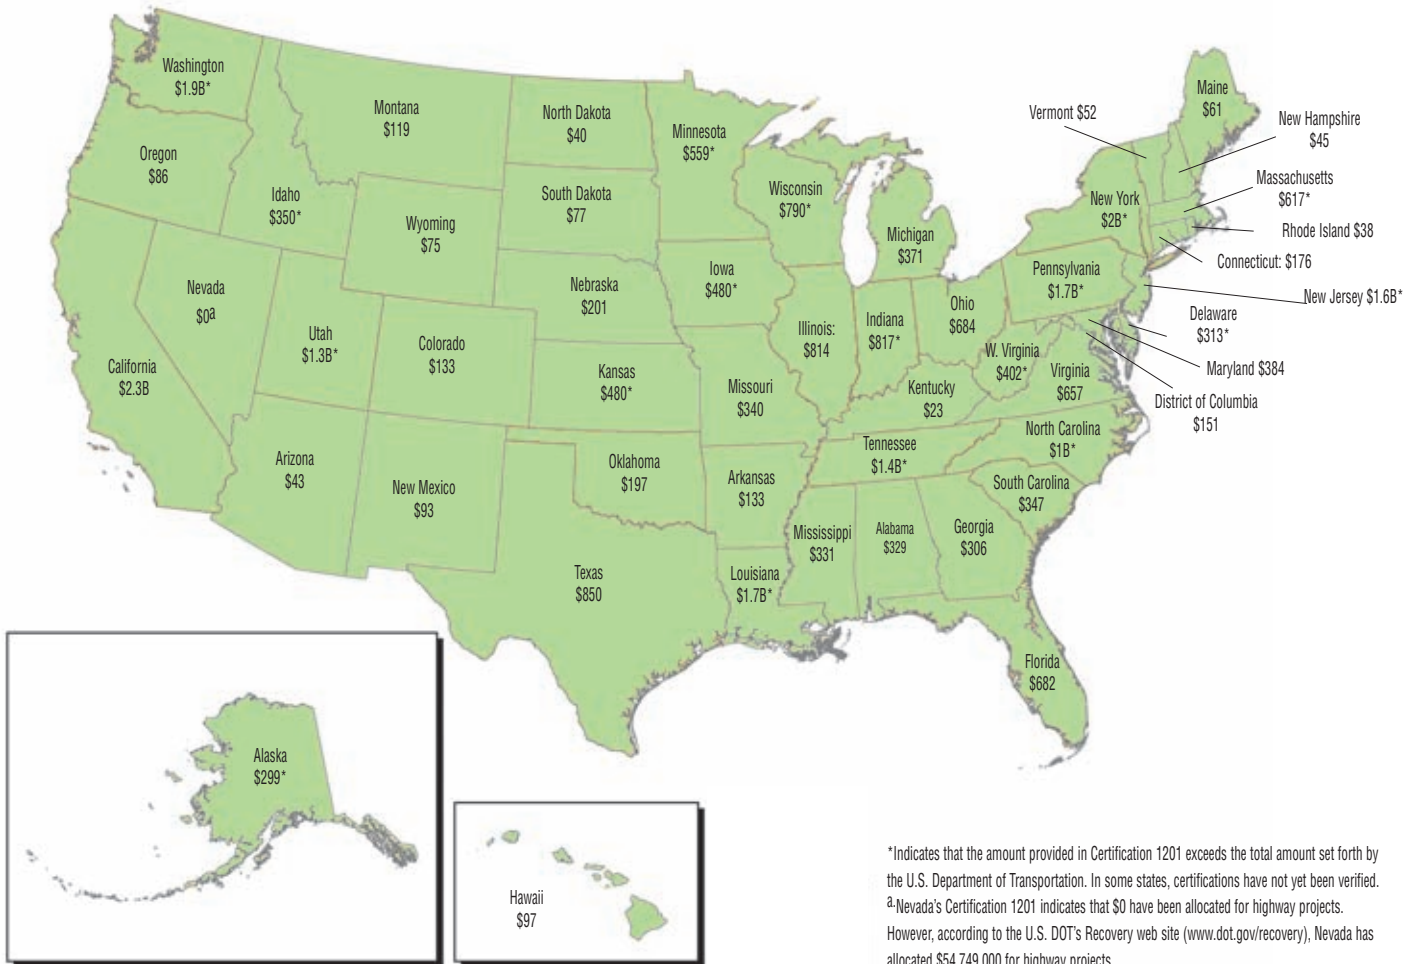 Washington
$1.9B*
Oregon
$86
Idaho
$350*
Montana
$119
North Dakota
$40
Minnesota
$559*
Wyoming
$75
South Dakota
$77
Wisconsin
$790*
Michigan
$371
Nevada
$0a
Utah
$1.3B*
Colorado
$133
Nebraska
$201
Iowa
$480*
Illinois:
$814
Indiana
$817*
Ohio
$684
California
$2.3B
Kansas
$480*
Missouri
$340
Kentucky
$23
W. Virginia
$402*
Virginia
$657
Arizona
$43
New Mexico
$93
Oklahoma
$197
Arkansas
$133
Tennessee
$1.4B*
North Carolina
$1B*
South Carolina
$347
Texas
$850
Louisiana
$1.7B*
Mississippi
$331
Alabama
$329
Georgia
$306
Florida
$682
Vermont $52
Maine
$61
New Hampshire
$45
Massachusetts
$617*
New York
$2B*
Rhode Island $38
Connecticut: $176
Pennsylvania
$1.7B*
New Jersey $1.6B*
Delaware
$313*
Maryland $384
District of Columbia
$151
Alaska
$299*
Hawaii
$97
*Indicates that the amount provided in Certification 1201 exceeds the total amount set forth by
the U.S. Department of Transportation. In some states, certifications have not yet been verified.
a.Nevada's Certification 1201 indicates that $0 have been allocated for highway projects.
However, according to the U.S. DOT's Recovery web site (www.dot.gov/recovery), Nevada has
allocated $54,749,000 for highway projects.